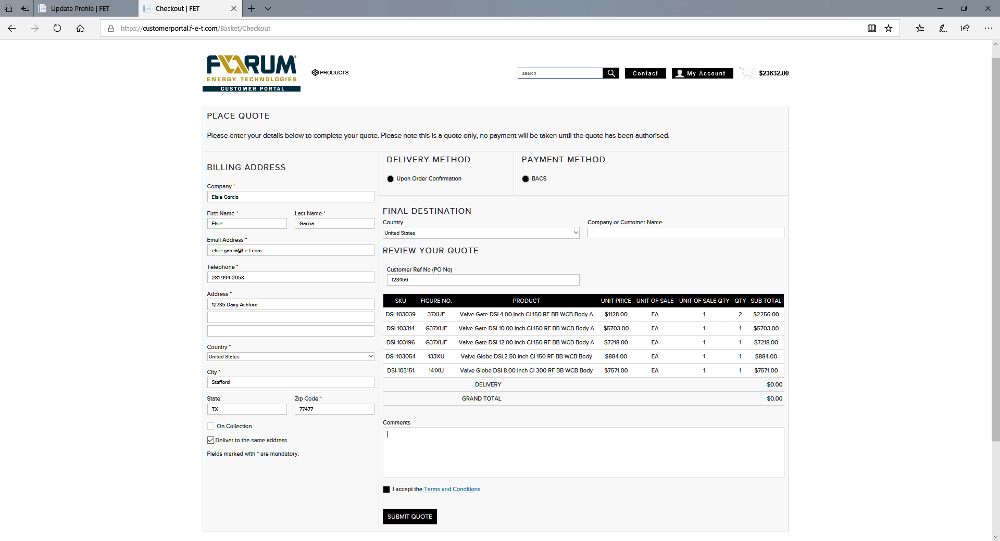 Update Profile | FET
Checkout | FET
https://customerportal.f-e-t.com/Basket/Checkout
FORUM®
ENERGY TECHNOLOGIES
CUSTOMER PORTAL
PRODUCTS
search
Contact
My Account
$23632.00
PLACE QUOTE
Please enter your details below to complete your quote. Please note this is a quote only, no payment will be taken until the quote has been authorised.
BILLING ADDRESS
Company *
Elsie Garcia
First Name * Last Name *
Elsie Garcia
Email Address *
elsie.garcia@f-e-t.com
Telephone *
281-994-2053
Address *
12735 Dairy Ashford
Country *
United States
City *
Stafford
State Zip Code *
TX 77477
On Collection
Deliver to the same address
Fields marked with * are mandatory.
DELIVERY METHOD
Upon Order Confirmation
PAYMENT METHOD
BACS
FINAL DESTINATION
Country Company or Customer Name
United States
REVIEW YOUR QUOTE
Customer Ref No (PO No)
123456
SKU FIGURE NO. PRODUCT UNIT PRICE UNIT OF SALE UNIT OF SALE QTY QTY SUB TOTAL
DSI-103039 37XUF Valve Gate DSI 4.00 Inch Cl 150 RF BB WCB Body A $1128.00 EA 1 2 $2256.00
DSI-103314 G37XUF Valve Gate DSI 10.00 Inch Cl 150 RF BB WCB Body A $5703.00 EA 1 1 $5703.00
DSI-103196 G37XUF Valve Gate DSI 12.00 Inch Cl 150 RF BB WCB Body A $7218.00 EA 1 1 $7218.00
DSI-103054 133XU Valve Globe DSI 2.50 Inch Cl 150 RF BB WCB Body $884.00 EA 1 1 $884.00
DSI-103151 141XU Valve Globe DSI 8.00 Inch Cl 300 RF BB WCB Body $7571.00 EA 1 1 $7571.00
DELIVERY $0.00
GRAND TOTAL $0.00
Comments
I accept the Terms and Conditions
SUBMIT QUOTE